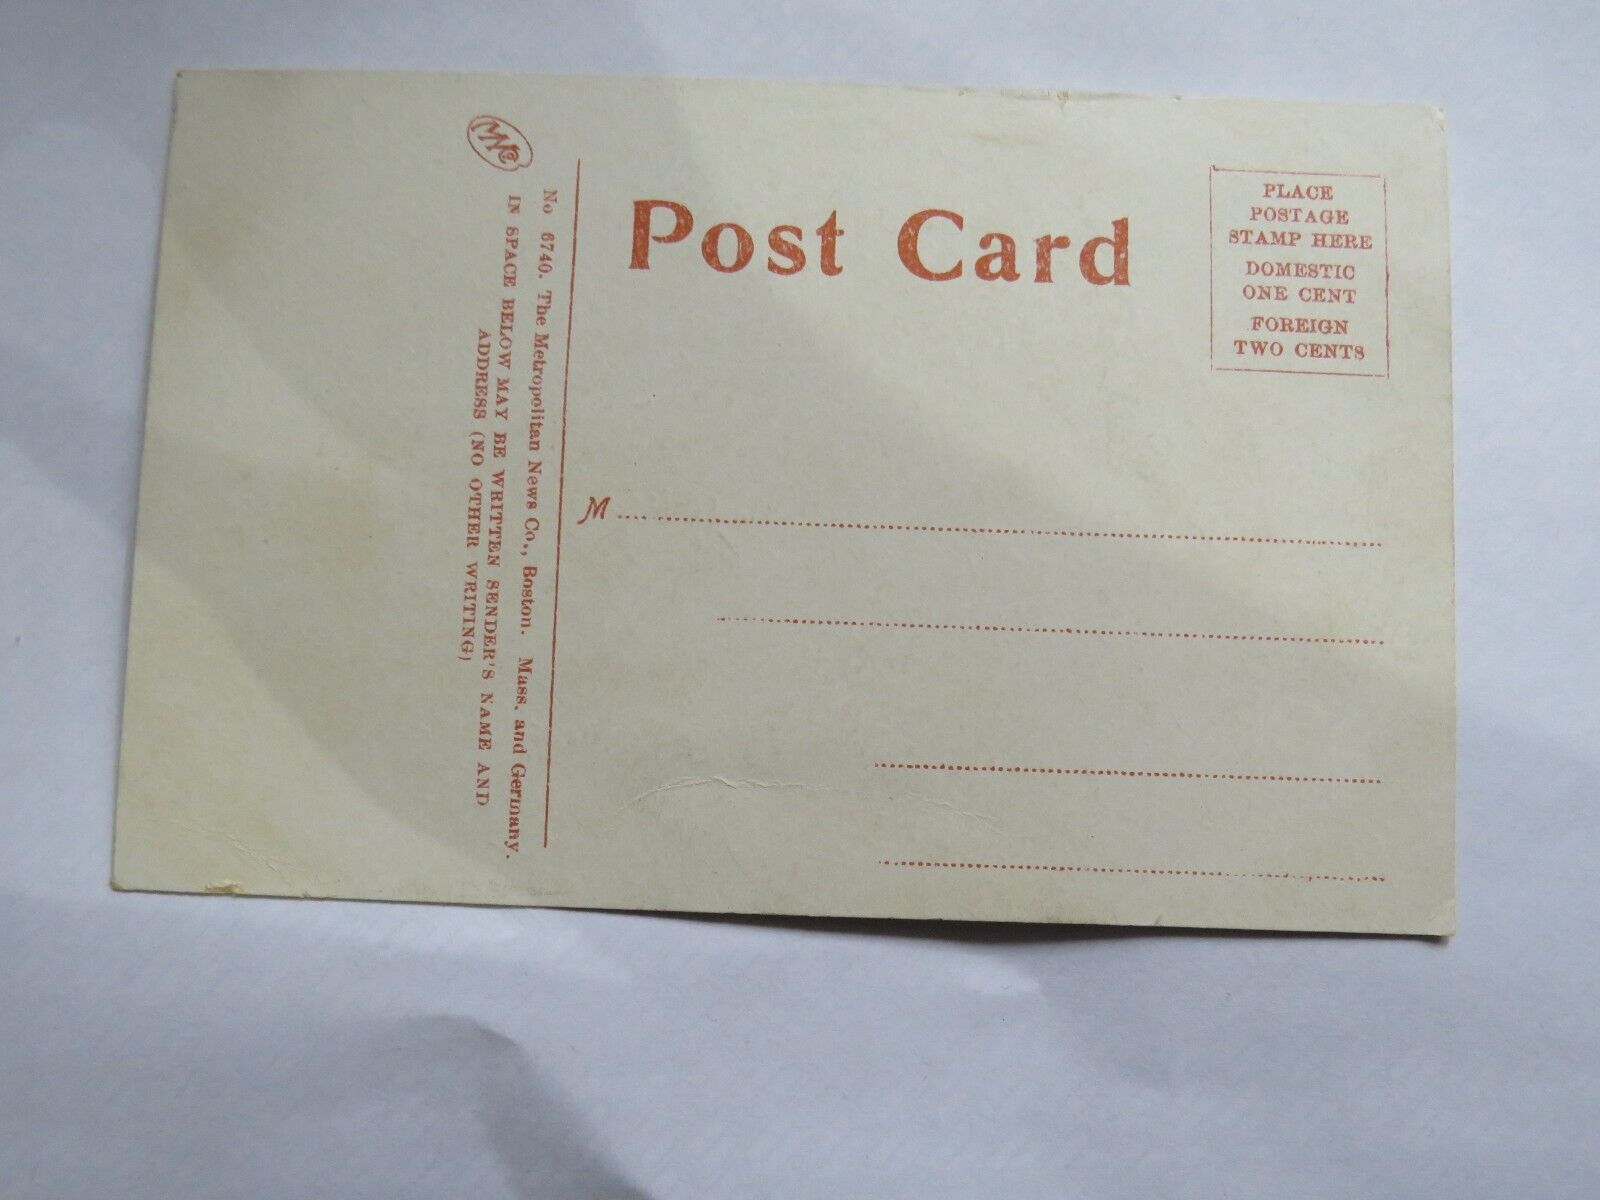 MNCo
No 6740. The Metropolitan News Co., Boston. Mass. and Germany.
IN SPACE BELOW MAY BE WRITTEN SENDER'S NAME AND
ADDRESS (NO OTHER WRITING)
Post Card
PLACE
POSTAGE
STAMP HERE
DOMESTIC
ONE CENT
FOREIGN
TWO CENTS
M